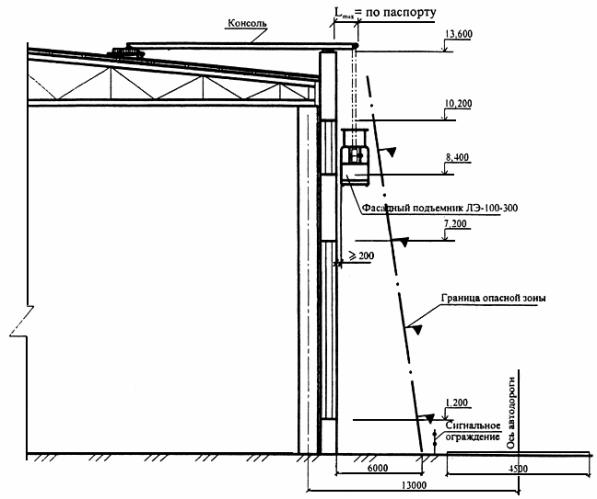 Lmax = по паспорту
Консоль
13,600
10,200
8,400
Фасадный подъемник ЛЭ-100-300
7,200
≥ 200
Граница опасной зоны
1,200
Сигнальное
ограждение
Ось автодороги
6000
4500
13000